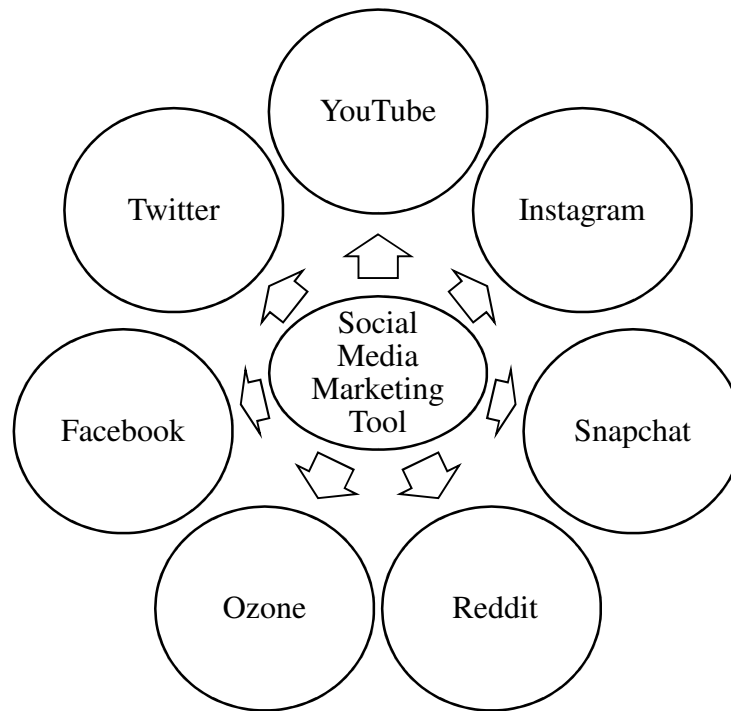 YouTube
Twitter
Instagram
Social
Media
Marketing
Tool
Facebook
Snapchat
Ozone
Reddit